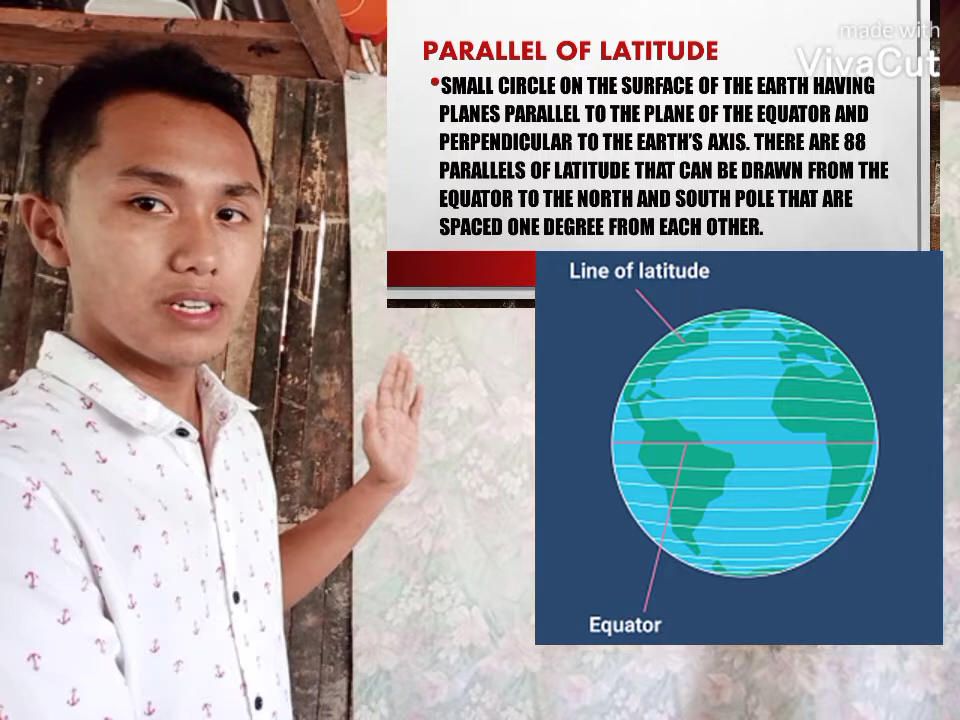 made with
VivaCut
PARALLEL OF LATITUDE
•SMALL CIRCLE ON THE SURFACE OF THE EARTH HAVING
PLANES PARALLEL TO THE PLANE OF THE EQUATOR AND
PERPENDICULAR TO THE EARTH'S AXIS. THERE ARE 88
PARALLELS OF LATITUDE THAT CAN BE DRAWN FROM THE
EQUATOR TO THE NORTH AND SOUTH POLE THAT ARE
SPACED ONE DEGREE FROM EACH OTHER.
Line of latitude
Equator